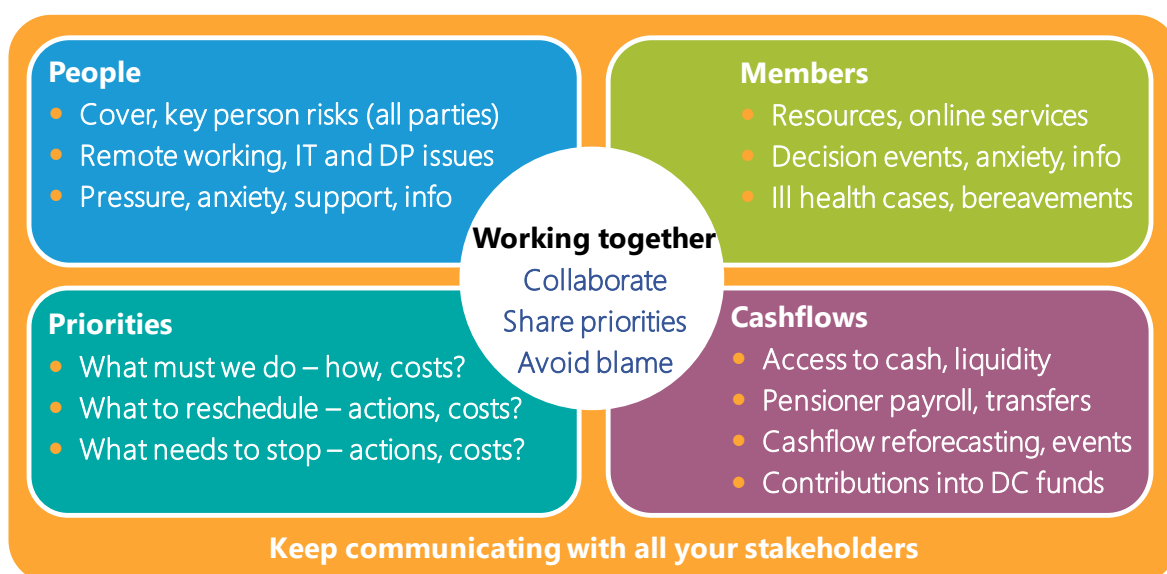 People
Cover, key person risks (all parties)
Remote working, IT and DP issues
Pressure, anxiety, support, info
Members
Resources, online services
Decision events, anxiety, info
Ill health cases, bereavements
Working together
Collaborate
Share priorities
Avoid blame
Priorities
What must we do – how, costs?
What to reschedule – actions, costs?
What needs to stop – actions, costs?
Cashflows
Access to cash, liquidity
Pensioner payroll, transfers
Cashflow reforecasting, events
Contributions into DC funds
Keep communicating with all your stakeholders